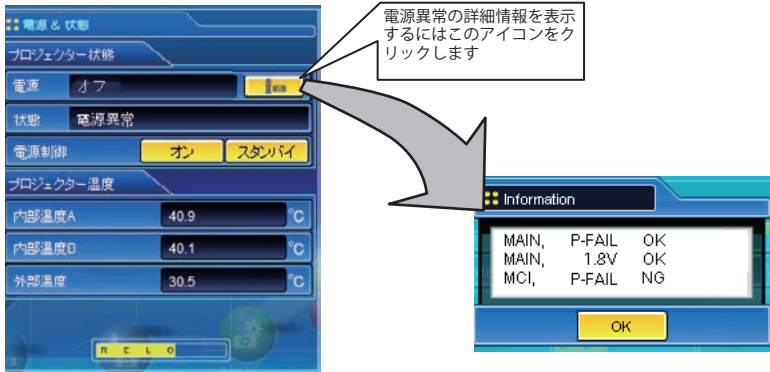 電源 & 状態
プロジェクター状態
電源 オフ
状態 電源異常
電源制御 オン スタンバイ
プロジェクター温度
内部温度A 40.9 °C
内部温度B 40.1 °C
外部温度 30.5 °C
R E L O
電源異常の詳細情報を表示
するにはこのアイコンをク
リックします
Information
MAIN, P-FAIL OK
MAIN, 1.8V OK
MCI, P-FAIL NG
OK